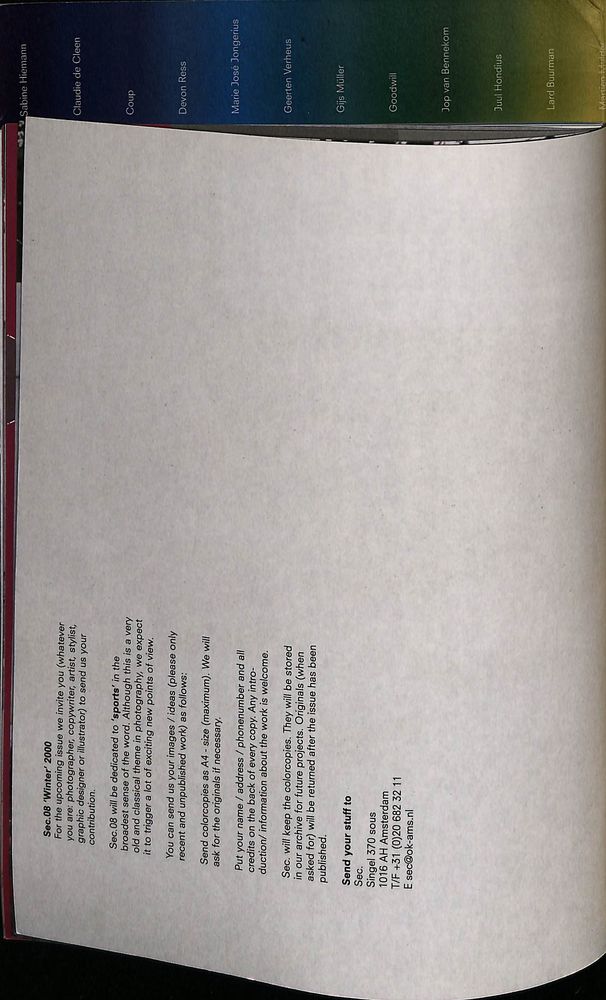 Sabine Hiemann
Claudie de Cleen
Coup
Devon Ress
Marie José Jongerius
Geerten Verheus
Gijs Müller
Goodwill
Jop van Bennekom
Juul Hondius
Lard Buurman
Sec.08 'Winter' 2000
For the upcoming issue we invite you (whatever
you are: photographer, copywriter, artist, stylist,
graphic designer or illustrator) to send us your
contribution.
Sec.08 will be dedicated to 'sports' in the
broadest sense of the word. Although this is a very
old and classical theme in photography, we expect
it to trigger a lot of exciting new points of view.
You can send us your images / ideas (please only
recent and unpublished work) as follows:
Send colorcopies as A4 - size (maximum). We will
ask for the originals if necessary.
Put your name / address / phonenumber and all
credits on the back of every copy. Any intro-
duction/ information about the work is welcome.
Sec. will keep the colorcopies. They will be stored
in our archive for future projects. Originals (when
asked for) will be returned after the issue has been
published.
Send your stuff to
Sec.
Singel 370 sous
1016 AH Amsterdam
T/F +31 (0)20 682 32 11
E sec@ok-ams.nl